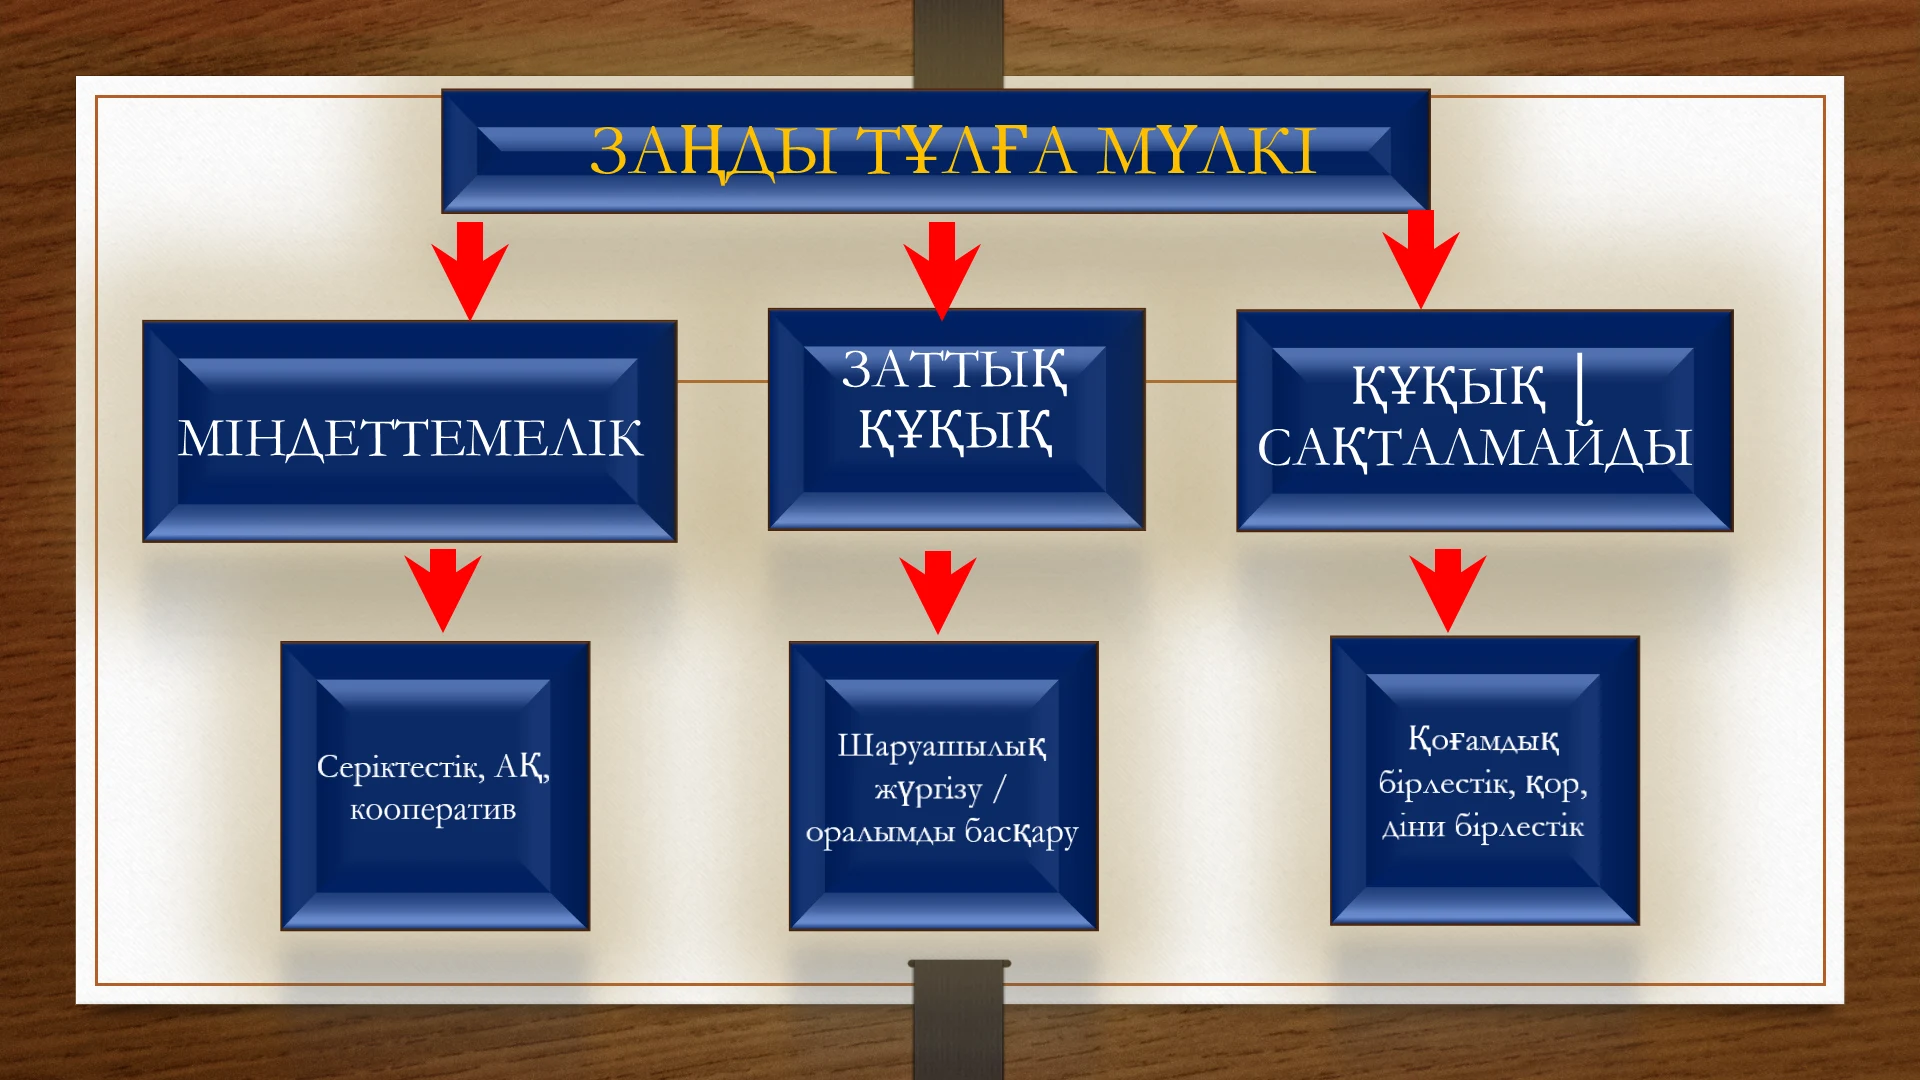 ЗАҢДЫ ТҰЛҒА МҮЛКІ
МІНДЕТТЕМЕЛІК
ЗАТТЫҚ
ҚҰҚЫҚ
ҚҰҚЫҚ
САҚТАЛМАЙДЫ
Серіктестік, АҚ,
кооператив
Шаруашылық
жүргізу /
оралымды басқару
Қоғамдық
бірлестік, қор,
діни бірлестік